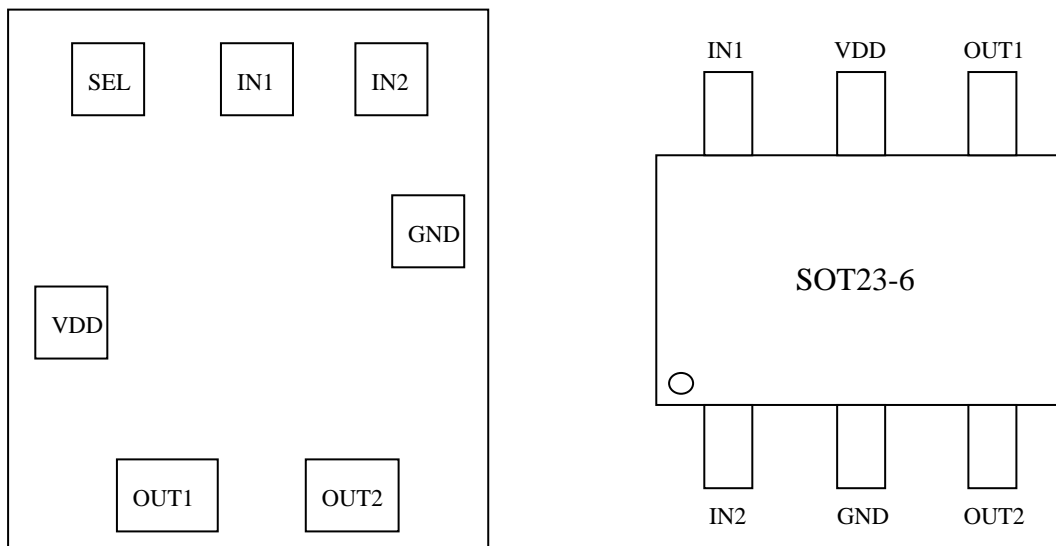 SEL IN1 IN2
GND
VDD
OUT1 OUT2
IN1 VDD OUT1
SOT23-6
IN2 GND OUT2